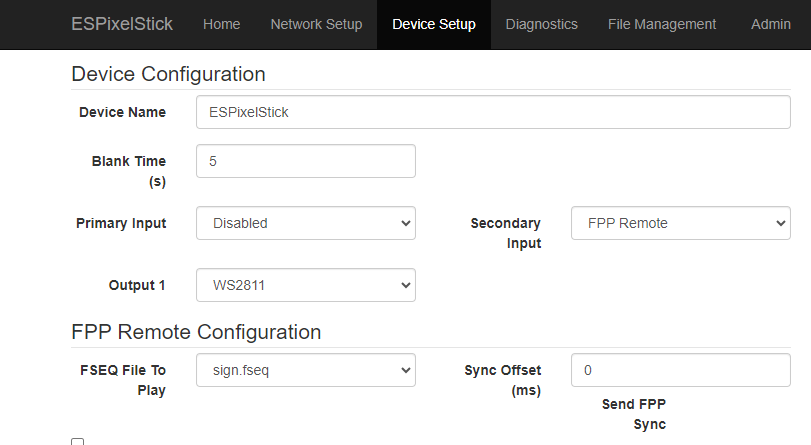 ESPixelStick Home Network Setup Device Setup Diagnostics File Management Admin
Device Configuration
Device Name ESPixelStick
Blank Time
(s)
5
Primary Input Disabled
Secondary
Input
FPP Remote
Output 1 WS2811
FPP Remote Configuration
FSEQ File To
Play
sign.fseq
Sync Offset
(ms)
0
Send FPP
Sync